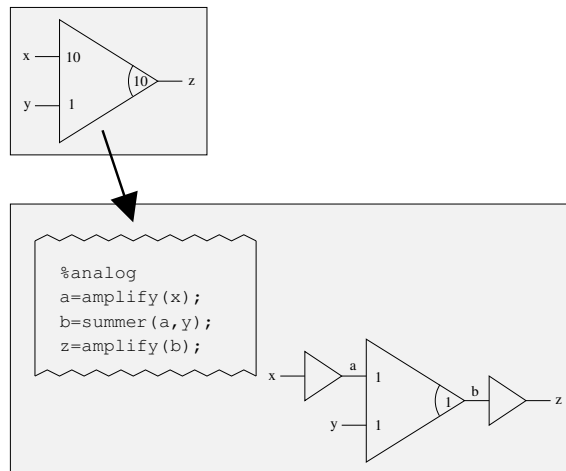 x
10
10
z
y
1
%analog
a=amplify(x);
b=summer(a,y);
z=amplify(b);
x
a
1
1
b
z
y
1